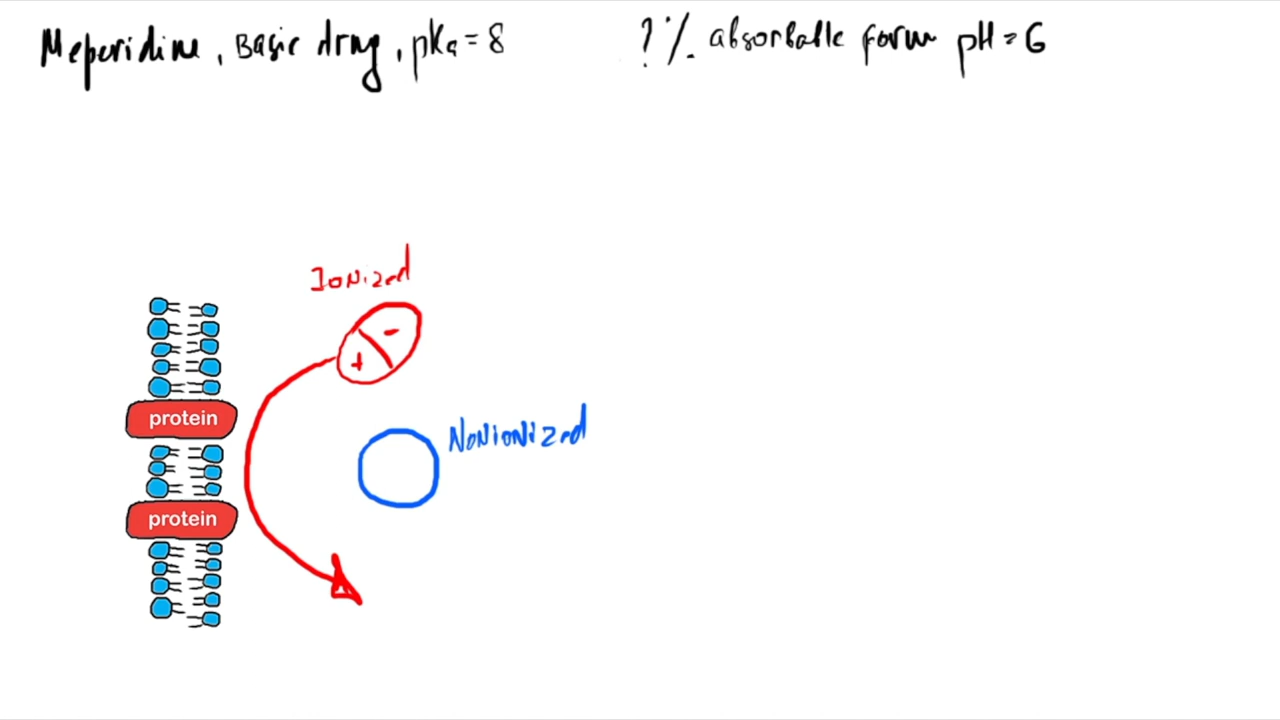 Meperidine, Basic drug, pKa = 8
? % absorbable form pH = 6
Ionized
+ -
protein
Nonionized
protein